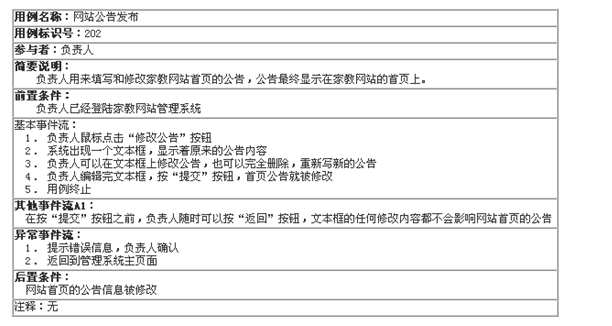 用例名称：网站公告发布
用例标识号：202
参与者：负责人
简要说明：
负责人用来填写和修改家教网站首页的公告，公告最终显示在家教网站的首页上。
前置条件：
负责人已经登陆家教网站管理系统
基本事件流：
1． 负责人鼠标点击“修改公告”按钮
2． 系统出现一个文本框，显示着原来的公告内容
3． 负责人可以在文本框上修改公告，也可以完全删除，重新写新的公告
4． 负责人编辑完文本框，按“提交”按钮，首页公告就被修改
5． 用例终止
其他事件流A1：
在按“提交”按钮之前，负责人随时可以按“返回”按钮，文本框的任何修改内容都不会影响网站首页的公告
异常事件流：
1． 提示错误信息，负责人确认
2． 返回到管理系统主页面
后置条件：
网站首页的公告信息被修改
注释：无